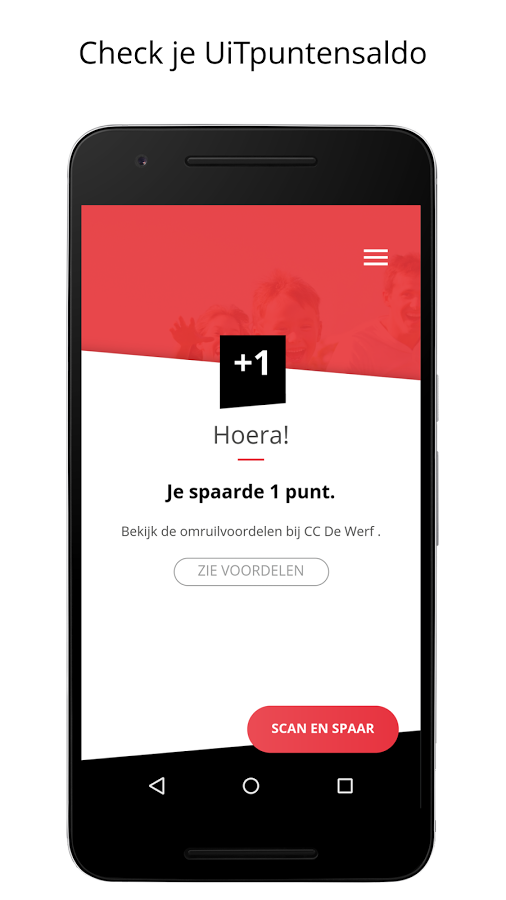 Check je UiTpuntensaldo
+1
Hoera!
Je spaarde 1 punt.
Bekijk de omruilvoordelen bij CC De Werf .
ZIE VOORDELEN
SCAN EN SPAAR